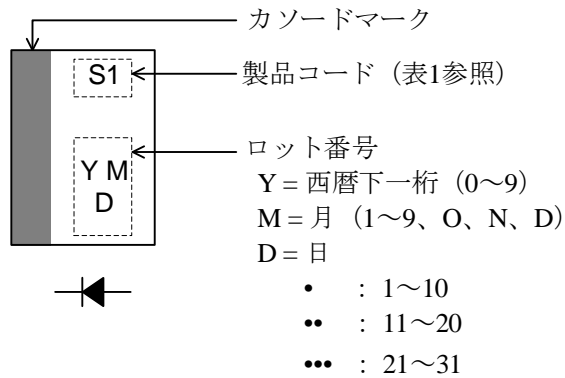 カソードマーク
S1
製品コード（表1参照）
ロット番号
Y M
D
Y = 西暦下一桁（0～9）
M = 月（1～9、O、N、D）
D = 日
• : 1～10
•• : 11～20
••• : 21～31